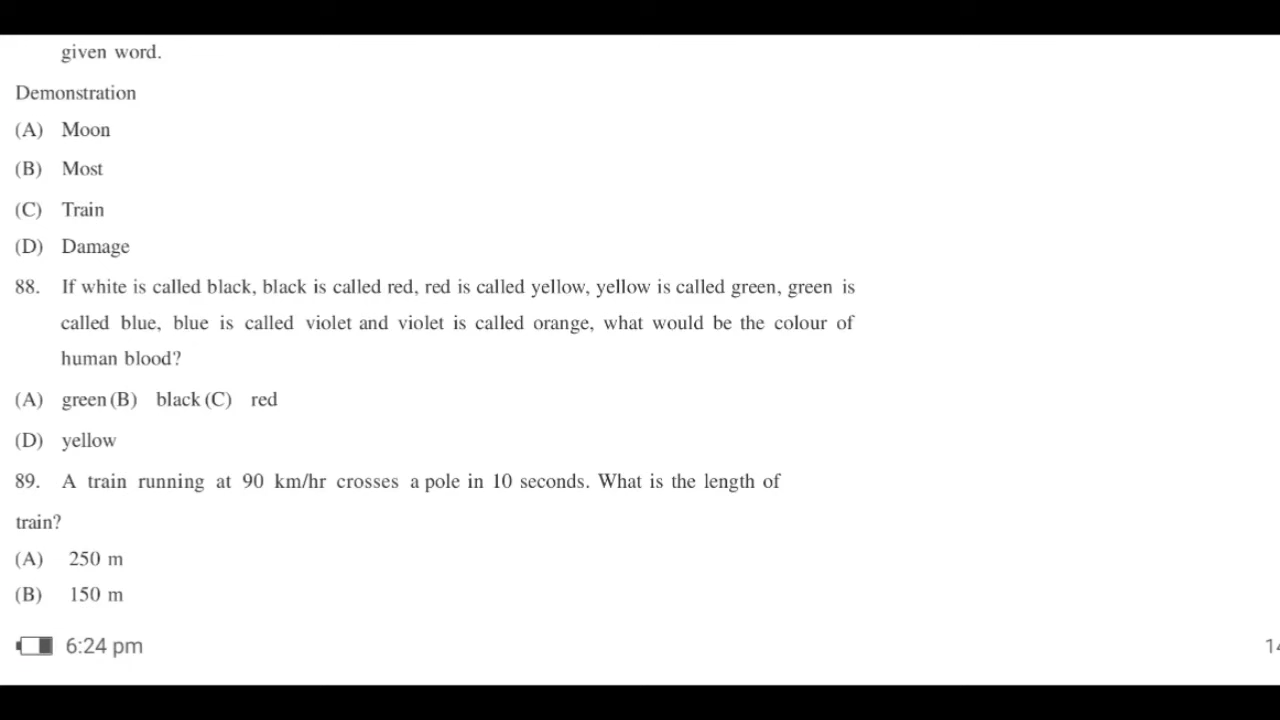 given word.
Demonstration
(A) Moon
(B) Most
(C) Train
(D) Damage
88. If white is called black, black is called red, red is called yellow, yellow is called green, green is
called blue, blue is called violet and violet is called orange, what would be the colour of
human blood?
(A) green (B) black (C) red
(D) yellow
89. A train running at 90 km/hr crosses a pole in 10 seconds. What is the length of
train?
(A) 250 m
(B) 150 m
6:24 pm